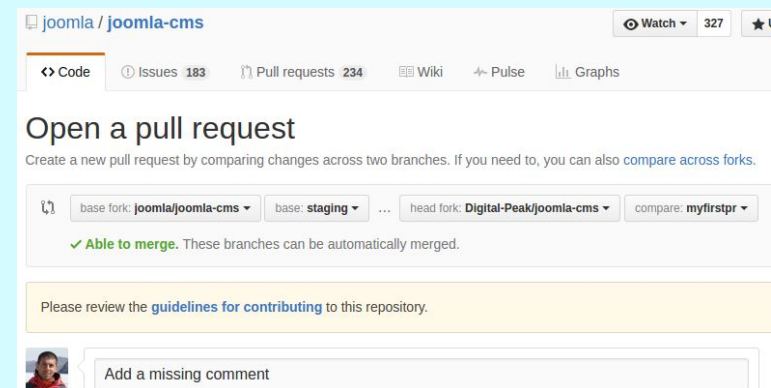 joomla / joomla-cms
Watch 327
Code Issues 183 Pull requests 234 Wiki Pulse Graphs
Open a pull request
Create a new pull request by comparing changes across two branches. If you need to, you can also compare across forks.
base fork: joomla/joomla-cms base: staging ... head fork: Digital-Peak/joomla-cms compare: myfirstpr
Able to merge. These branches can be automatically merged.
Please review the guidelines for contributing to this repository.
Add a missing comment